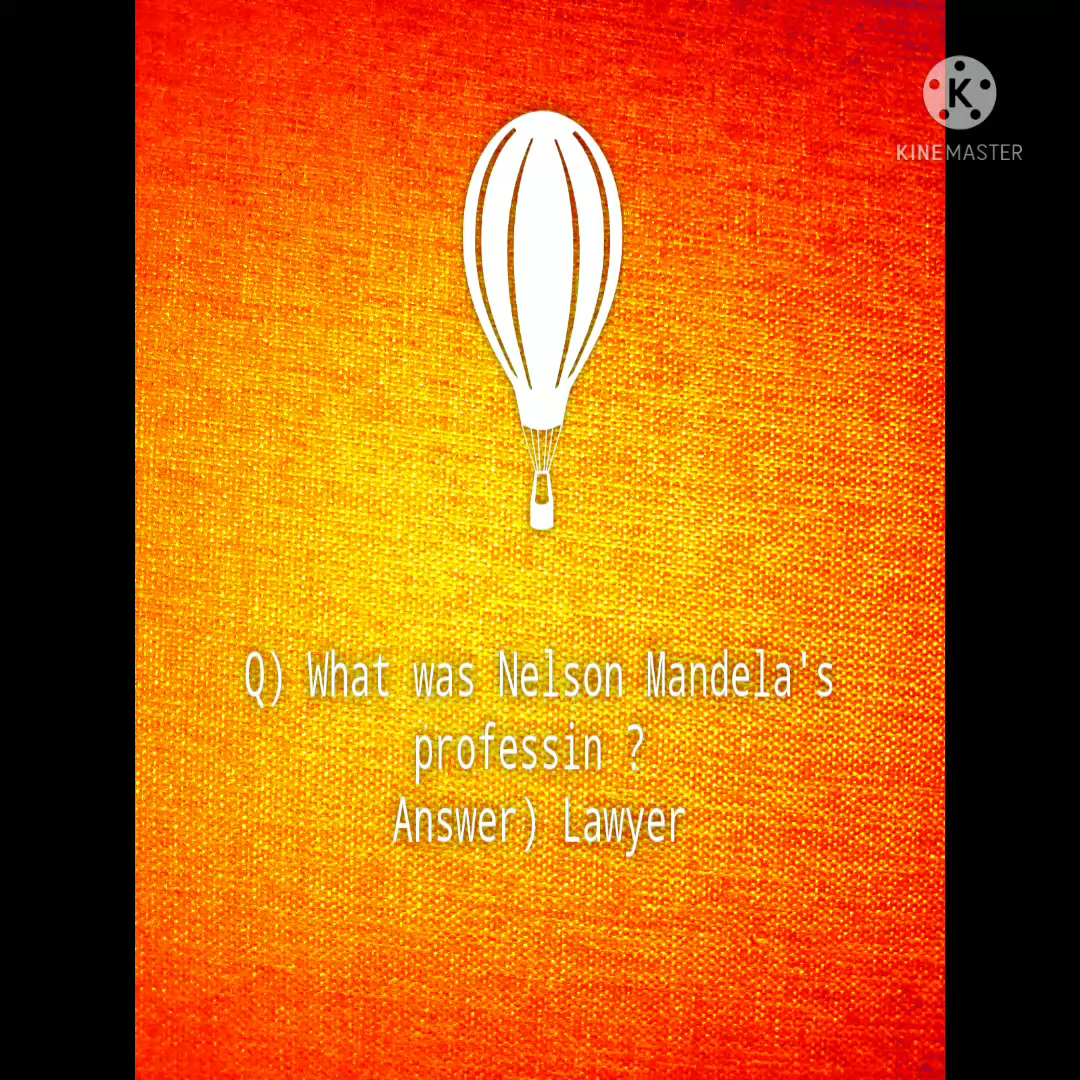 K
KINEMASTER
Q) What was Nelson Mandela's
professin ?
Answer) Lawyer